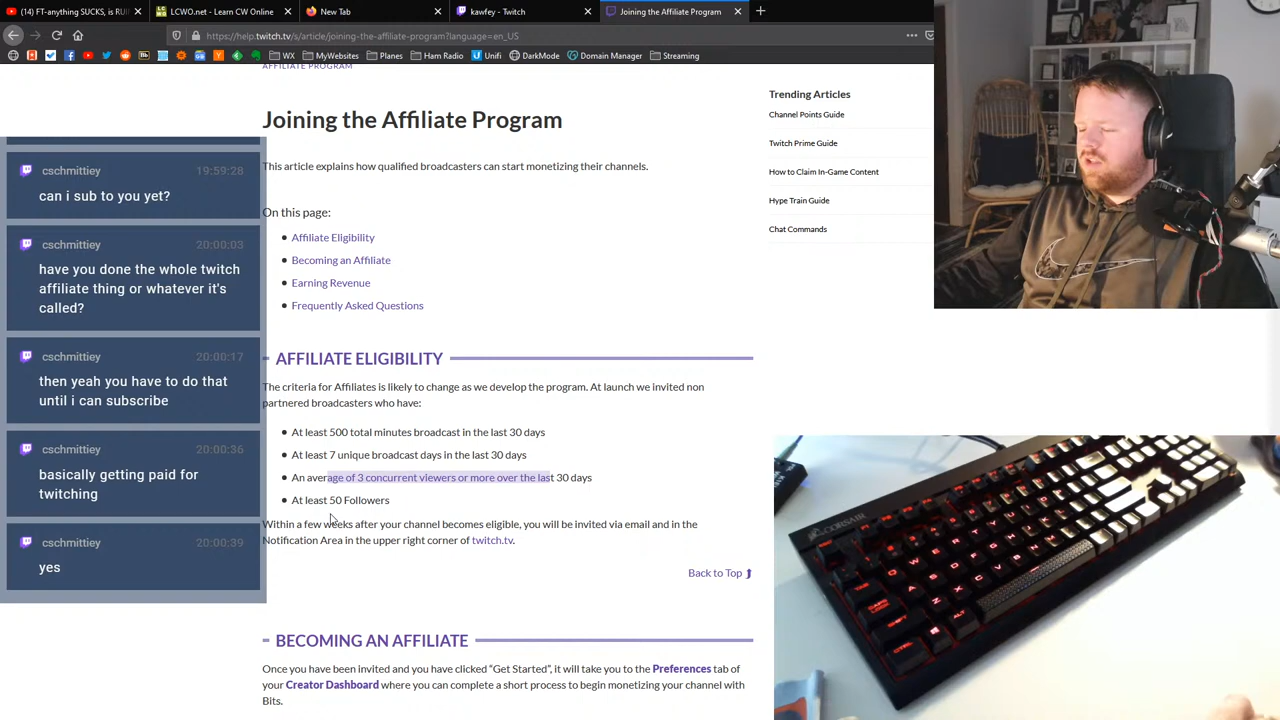 (14) FT-anything SUCKS, is RUI
LCWO.net - Learn CW Online
New Tab
kawfey - Twitch
Joining the Affiliate Program
https://help.twitch.tv/s/article/joining-the-affiliate-program?language=en_US
WX
MyWebsites
Planes
Ham Radio
Unifi
DarkMode
Domain Manager
Streaming
AFFILIATE PROGRAM
Joining the Affiliate Program
This article explains how qualified broadcasters can start monetizing their channels.
On this page:
Affiliate Eligibility
Becoming an Affiliate
Earning Revenue
Frequently Asked Questions
AFFILIATE ELIGIBILITY
The criteria for Affiliates is likely to change as we develop the program. At launch we invited non
partnered broadcasters who have:
At least 500 total minutes broadcast in the last 30 days
At least 7 unique broadcast days in the last 30 days
An average of 3 concurrent viewers or more over the last 30 days
At least 50 Followers
Within a few weeks after your channel becomes eligible, you will be invited via email and in the
Notification Area in the upper right corner of twitch.tv.
Back to Top
BECOMING AN AFFILIATE
Once you have been invited and you have clicked “Get Started”, it will take you to the Preferences tab of
your Creator Dashboard where you can complete a short process to begin monetizing your channel with
Bits.
Trending Articles
Channel Points Guide
Twitch Prime Guide
How to Claim In-Game Content
Hype Train Guide
Chat Commands
cschmittiey 19:59:28
can i sub to you yet?
cschmittiey 20:00:03
have you done the whole twitch
affiliate thing or whatever it's
called?
cschmittiey 20:00:17
then yeah you have to do that
until i can subscribe
cschmittiey 20:00:36
basically getting paid for
twitching
cschmittiey 20:00:39
yes
CORSAIR
Q W E R T Y
A S D F G H
Z X C V B N M
CTRL
ALT
SHIFT